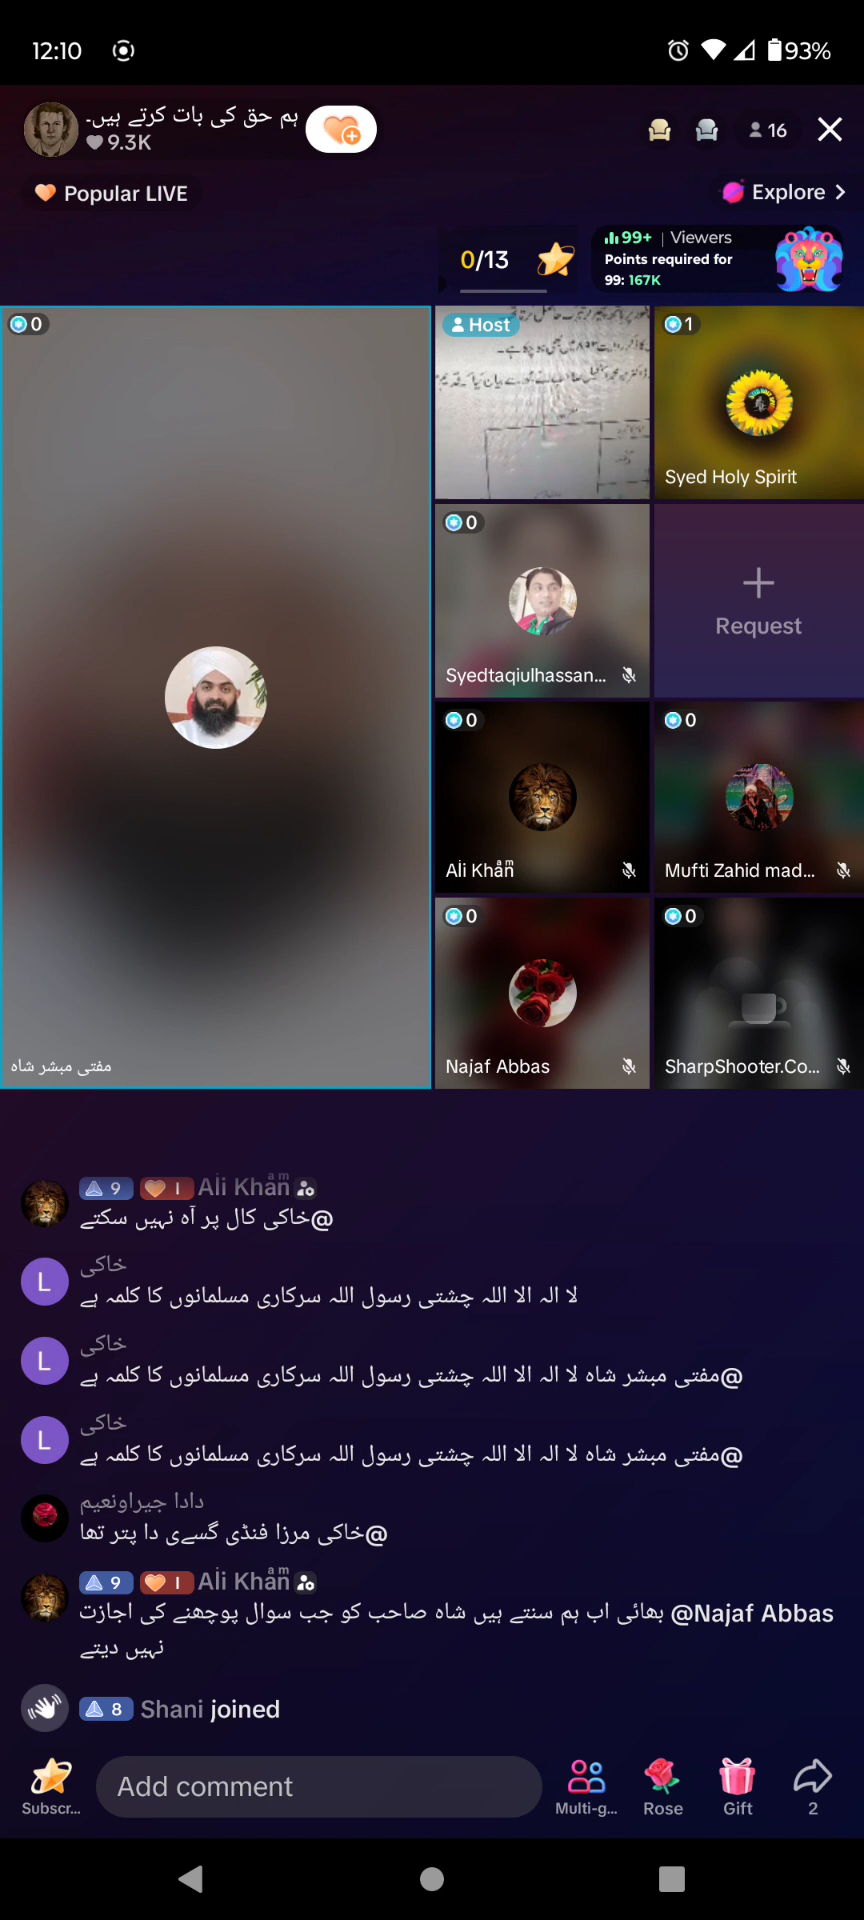 12:10
93%
ہم حق کی بات کرتے ہیں۔
9.3K
16
Popular LIVE
Explore
0/13
99+ | Viewers
Points required for
99: 167K
0
Host
1
Syed Holy Spirit
0
Syedtaqiulhassan...
Request
0
Ali Khan am
0
Mufti Zahid mad...
0
Najaf Abbas
0
SharpShooter.Co...
مفتی مبشر شاہ
9 I Ali Khan am
@خاکی کال پر آہ نہیں سکتے
خاکی
L
لا الہ الا اللہ چشتی رسول اللہ سرکاری مسلمانوں کا کلمہ ہے
خاکی
L
@مفتی مبشر شاہ لا الہ الا اللہ چشتی رسول اللہ سرکاری مسلمانوں کا کلمہ ہے
خاکی
L
@مفتی مبشر شاہ لا الہ الا اللہ چشتی رسول اللہ سرکاری مسلمانوں کا کلمہ ہے
دادا جیراونعیم
@خاکی مرزا فنڈی گسےی دا پتر تھا
9 I Ali Khan am
@Najaf Abbas بھائی اب ہم سنتے ہیں شاہ صاحب کو جب سوال پوچھنے کی اجازت
نہیں دیتے
8 Shani joined
Add comment
Subscr...
Multi-g...
Rose
Gift
2